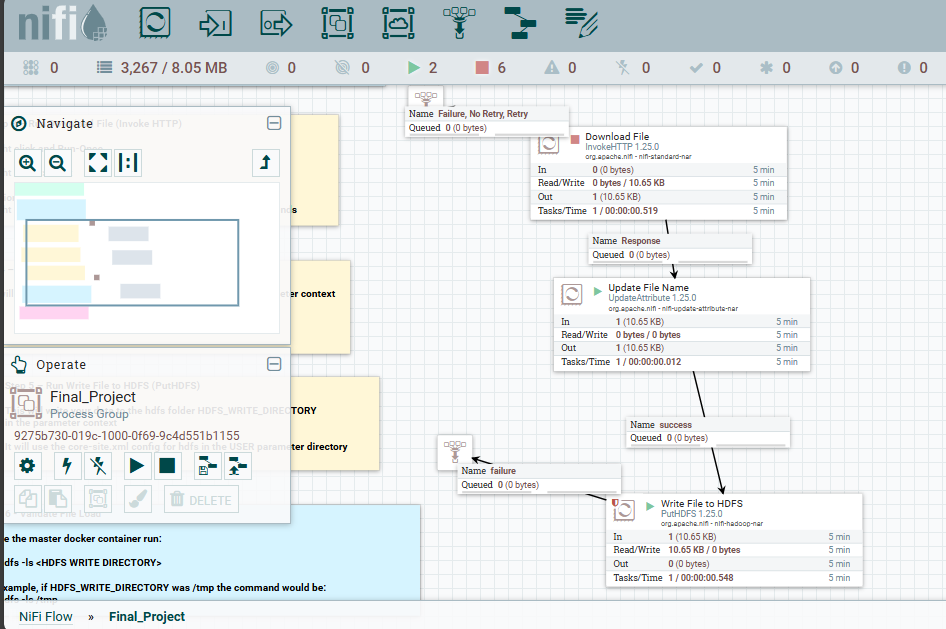 nifi
0
3,267 / 8.05 MB
0
0
2
6
0
0
0
0
0
0
Navigate
File (Invoke HTTP)
click and Run Once
Name Failure, No Retry, Retry
Queued 0 (0 bytes)
Download File
InvokeHTTP 1.25.0
org.apache.nifi - nifi-standard-nar
In 0 (0 bytes) 5 min
Read/Write 0 bytes / 10.65 KB 5 min
Out 1 (10.65 KB) 5 min
Tasks/Time 1 / 00:00:00.519 5 min
Name Response
Queued 0 (0 bytes)
Update File Name
UpdateAttribute 1.25.0
org.apache.nifi - nifi-update-attribute-nar
In 1 (10.65 KB) 5 min
Read/Write 0 bytes / 0 bytes 5 min
Out 1 (10.65 KB) 5 min
Tasks/Time 1 / 00:00:00.012 5 min
context
Operate
Step 5 - Run Write File to HDFS (PutHDFS)
Final_Project
Process Group
the hdfs folder HDFS_WRITE_DIRECTORY
in the parameter context
9275b730-019c-1000-0f69-9c4d551b1155
will use the core-site.xml config for hdfs in the USER parameter directory
DELETE
Name success
Queued 0 (0 bytes)
Name failure
Queued 0 (0 bytes)
Write File to HDFS
PutHDFS 1.25.0
org.apache.nifi - nifi-hadoop-nar
In 1 (10.65 KB) 5 min
Read/Write 10.65 KB / 0 bytes 5 min
Out 0 (0 bytes) 5 min
Tasks/Time 1 / 00:00:00.548 5 min
- Validate File Load
e the master docker container run:
dfs -ls <HDFS WRITE DIRECTORY>
xample, if HDFS_WRITE_DIRECTORY was /tmp the command would be:
dfs -ls /tmp
NiFi Flow » Final_Project